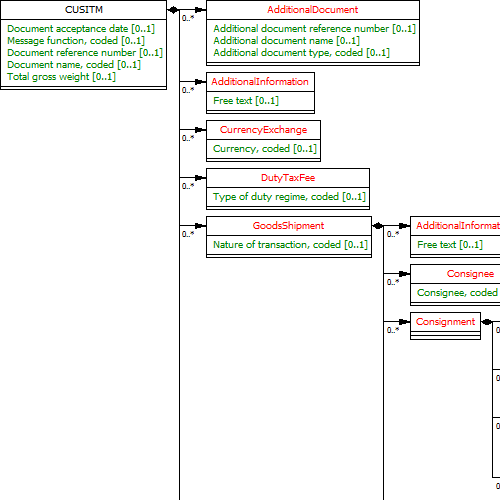 CUSITM
Document acceptance date [0..1]
Message function, coded [0..1]
Document reference number [0..1]
Document name, coded [0..1]
Total gross weight [0..1]
0..*
AdditionalDocument
Additional document reference number [0..1]
Additional document name [0..1]
Additional document type, coded [0..1]
0..*
AdditionalInformation
Free text [0..1]
0..*
CurrencyExchange
Currency, coded [0..1]
0..*
DutyTaxFee
Type of duty regime, coded [0..1]
0..*
GoodsShipment
Nature of transaction, coded [0..1]
0..*
AdditionalInformat
Free text [0..1]
0..*
Consignee
Consignee, coded
0..*
Consignment
0
0
0
0